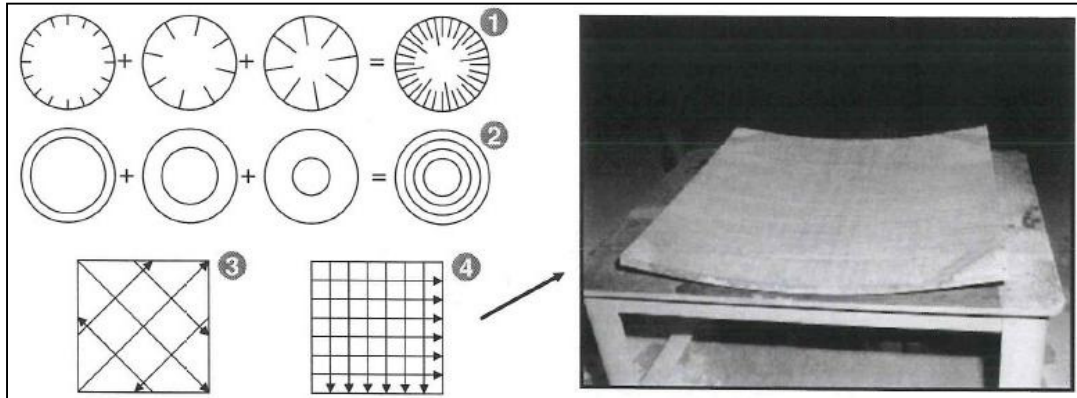 1
+ + =
2
+ + =
3 4